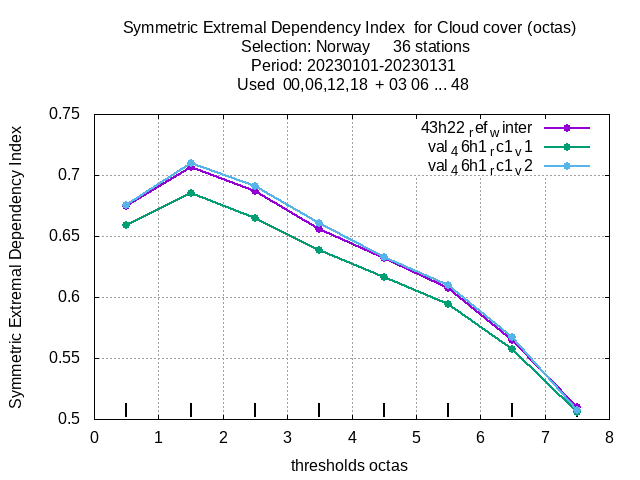 Symmetric Extremal Dependency Index  for Cloud cover (octas)
Selection: Norway     36 stations
Period: 20230101-20230131
Used  00,06,12,18  + 03 06 ... 48
43h22 ref winter
val 46h1 rc1 v1
val 46h1 rc1 v2
Symmetric Extremal Dependency Index
0.75
0.7
0.65
0.6
0.55
0.5
0 1 2 3 4 5 6 7 8
thresholds octas